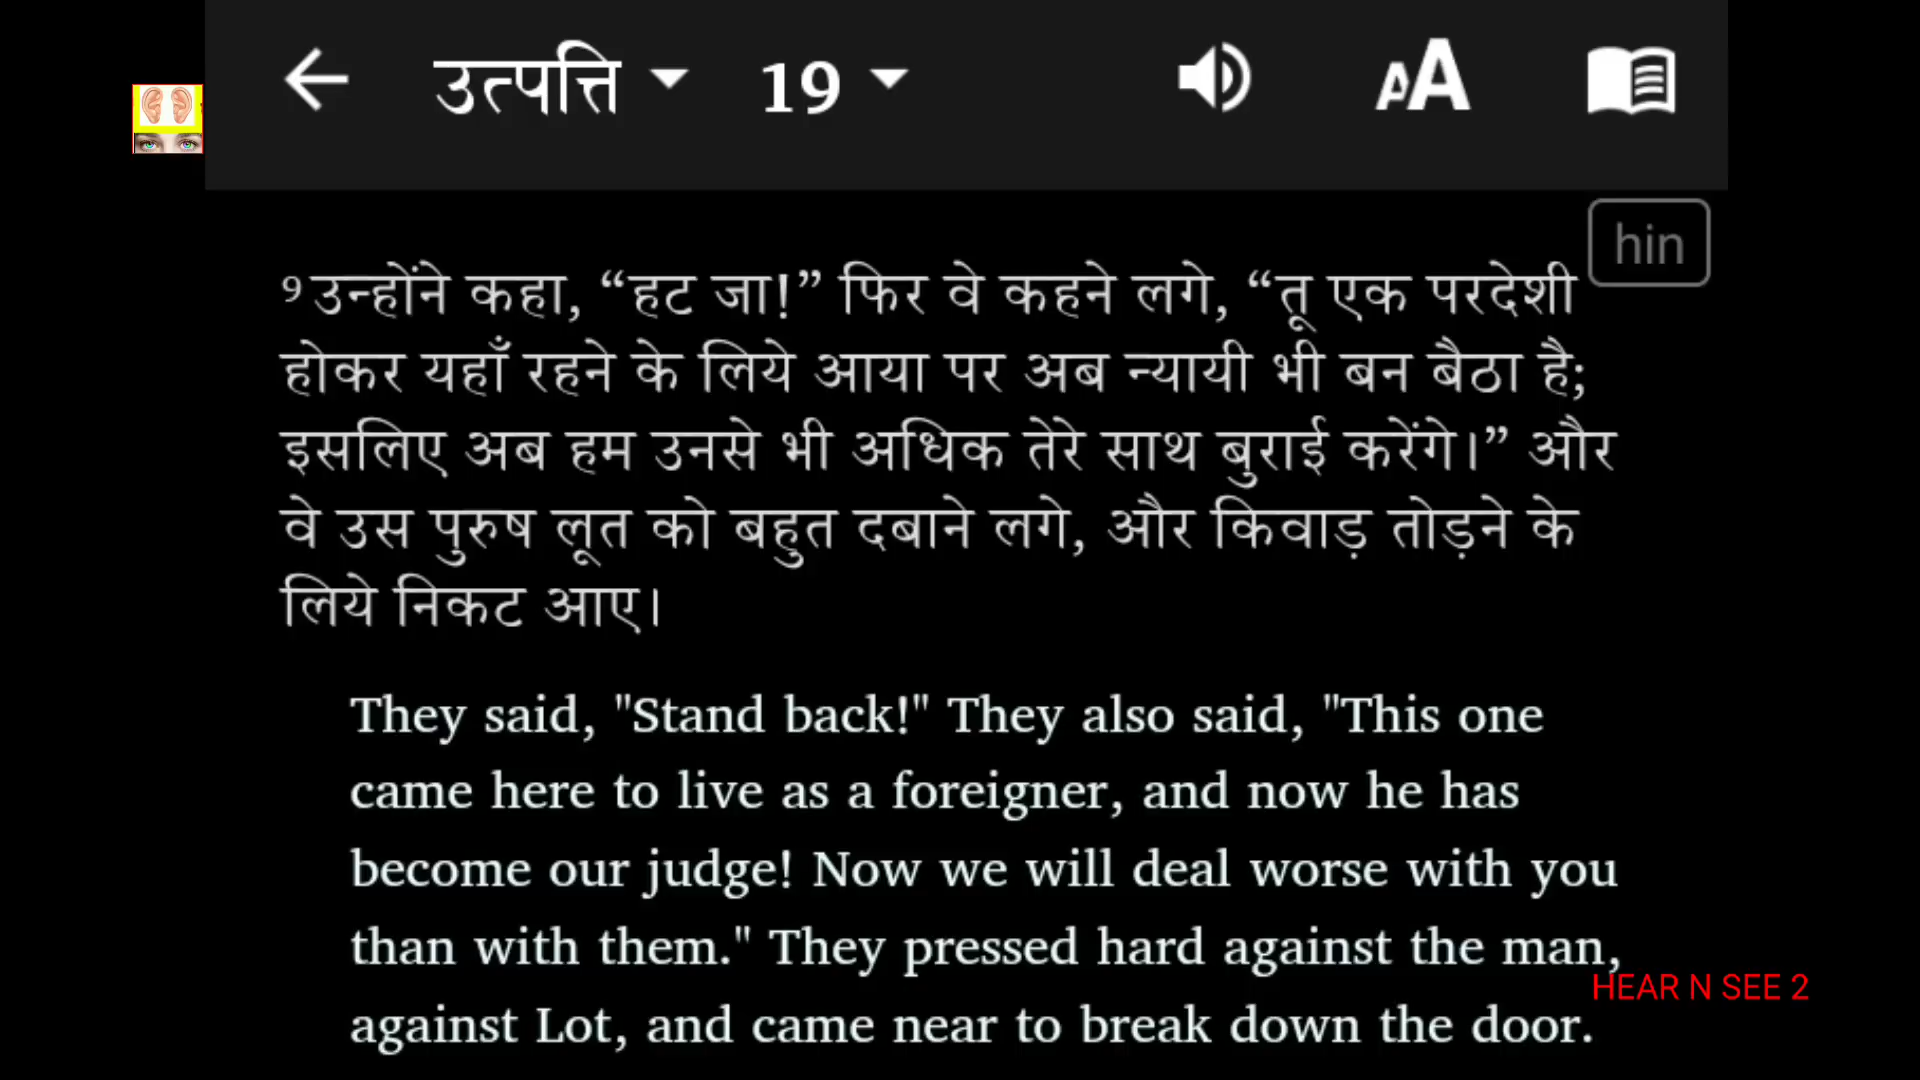 उत्पत्ति 19 AA
hin
9 उन्होंने कहा, “हट जा!” फिर वे कहने लगे, “तू एक परदेशी
होकर यहाँ रहने के लिये आया पर अब न्यायी भी बन बैठा है;
इसलिए अब हम उनसे भी अधिक तेरे साथ बुराई करेंगे।” और
वे उस पुरुष लूत को बहुत दबाने लगे, और किवाड़ तोड़ने के
लिये निकट आए।
They said, "Stand back!" They also said, "This one
came here to live as a foreigner, and now he has
become our judge! Now we will deal worse with you
than with them." They pressed hard against the man,
HEAR N SEE 2
against Lot, and came near to break down the door.